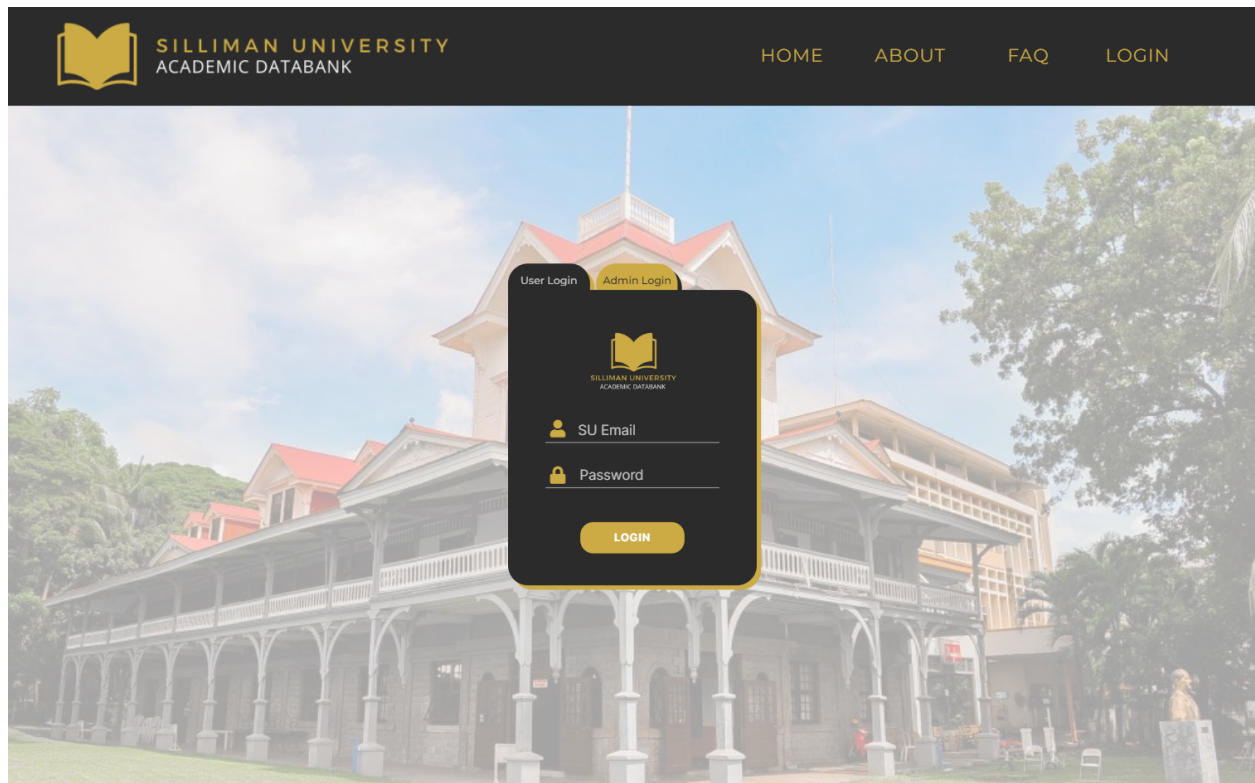 SILLIMAN UNIVERSITY
ACADEMIC DATABANK
HOME ABOUT FAQ LOGIN
User Login Admin Login
SILLIMAN UNIVERSITY
ACADEMIC DATABANK
SU Email
Password
LOGIN